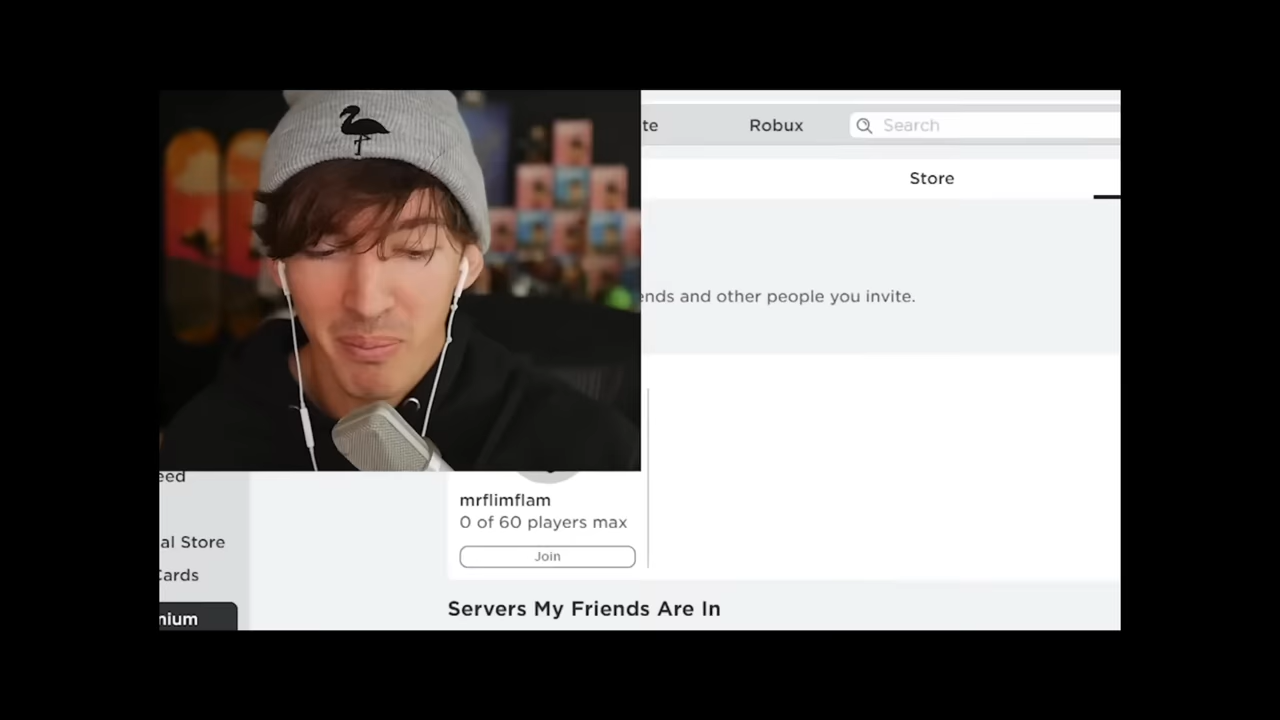 te
Robux
Search
Store
ends and other people you invite.
eed
al Store
Cards
nium
mrflimflam
0 of 60 players max
Join
Servers My Friends Are In